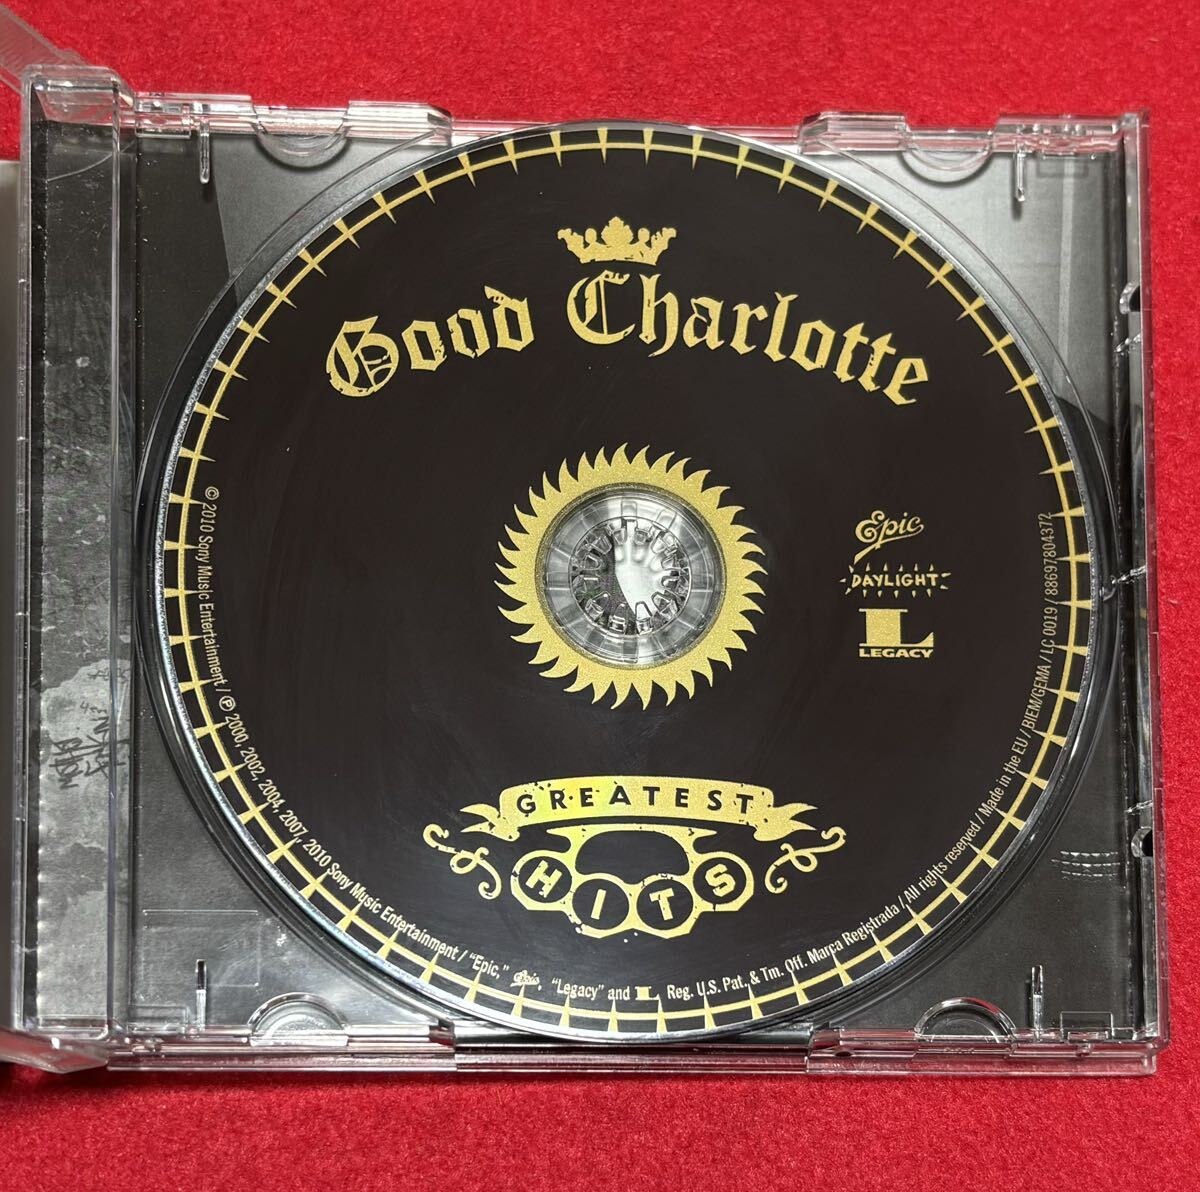 Good Charlotte
Epic
DAYLIGHT
L
LEGACY
GREATEST
HITS
© 2010 Sony Music Entertainment / ℗ 2000, 2002, 2004, 2007, 2010 Sony Music Entertainment / "Epic," Epic, "Legacy" and L Reg. U.S. Pat. & Tm. Off. Marca Registrada / All rights reserved / Made in the EU / BIEM/GEMA / LC 0019 / 88697804372